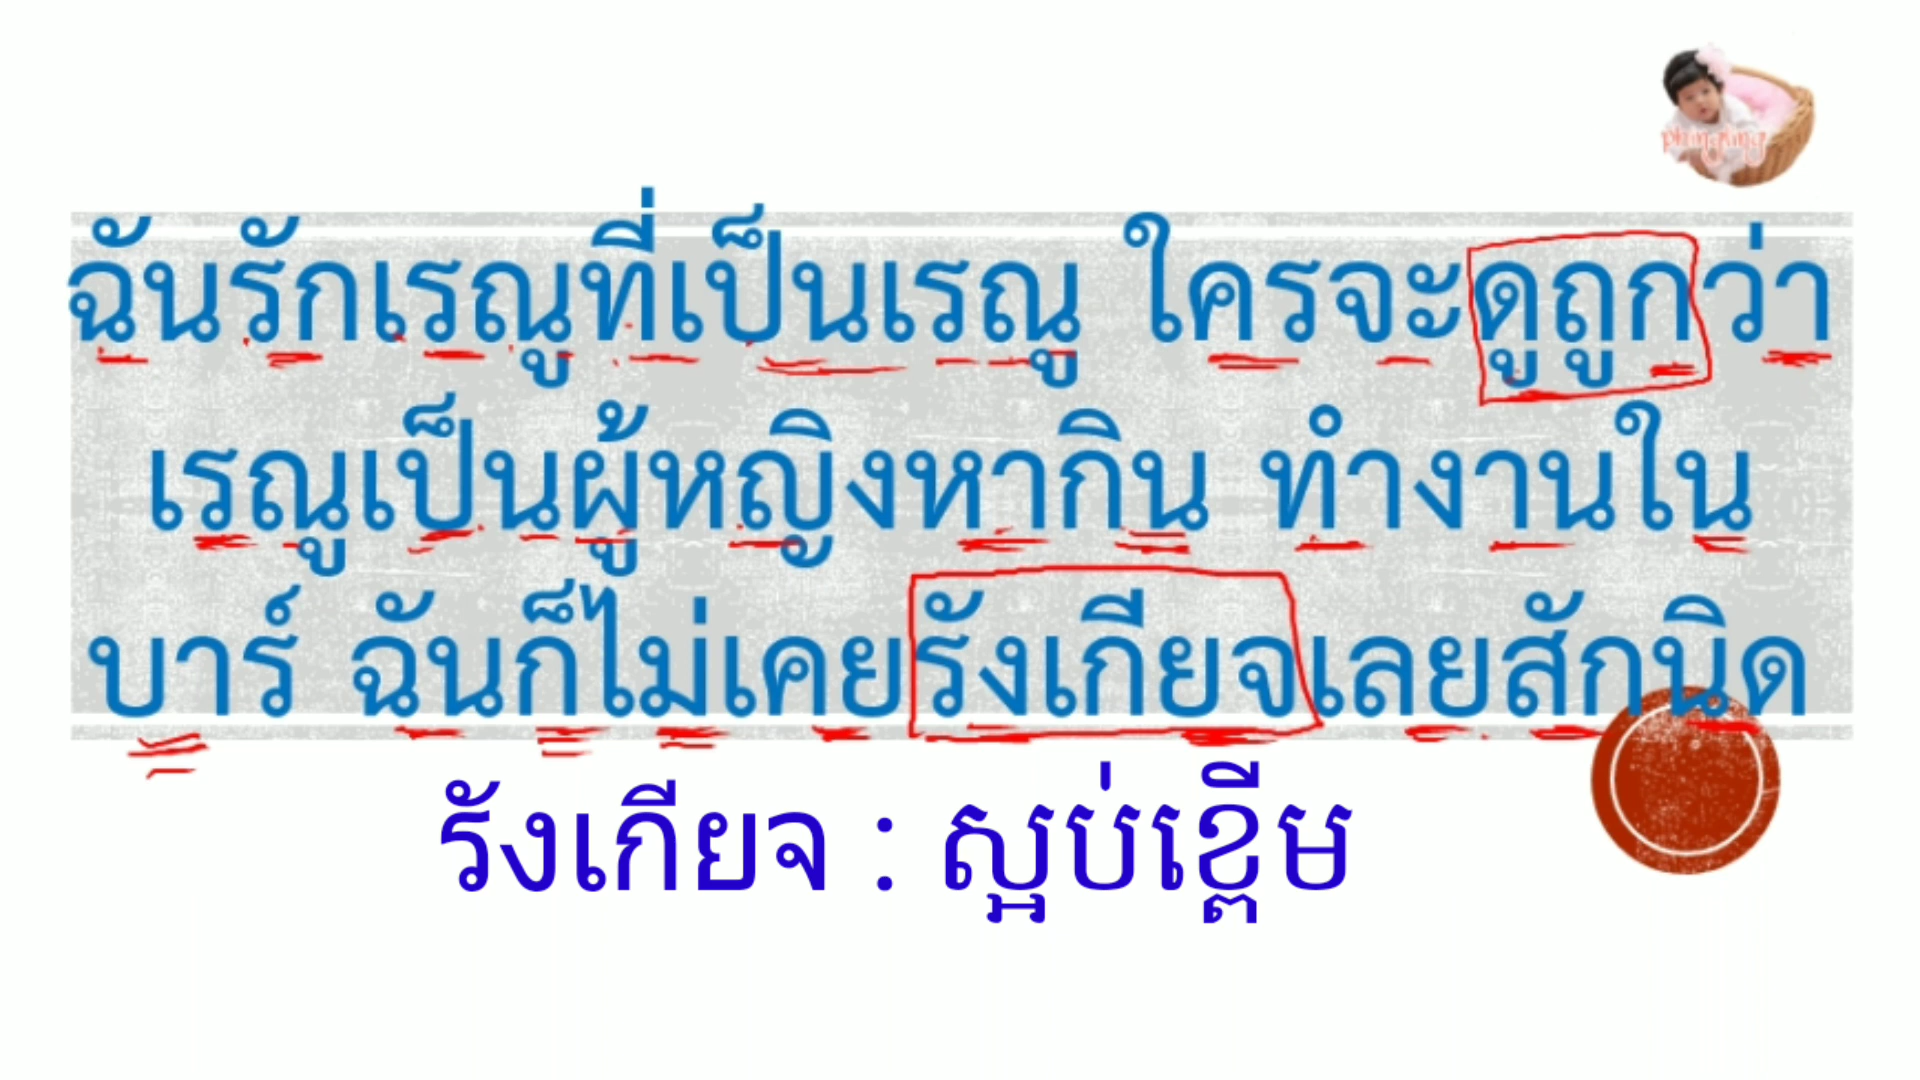 phingting
ฉันรักเรณูที่เป็นเรณู ใครจะดูถูกว่า
เรณูเป็นผู้หญิงหากิน ทำงานใน
บาร์ ฉันก็ไม่เคยรังเกียจเลยสักนิด
รังเกียจ : ស្អប់ខ្ពើម